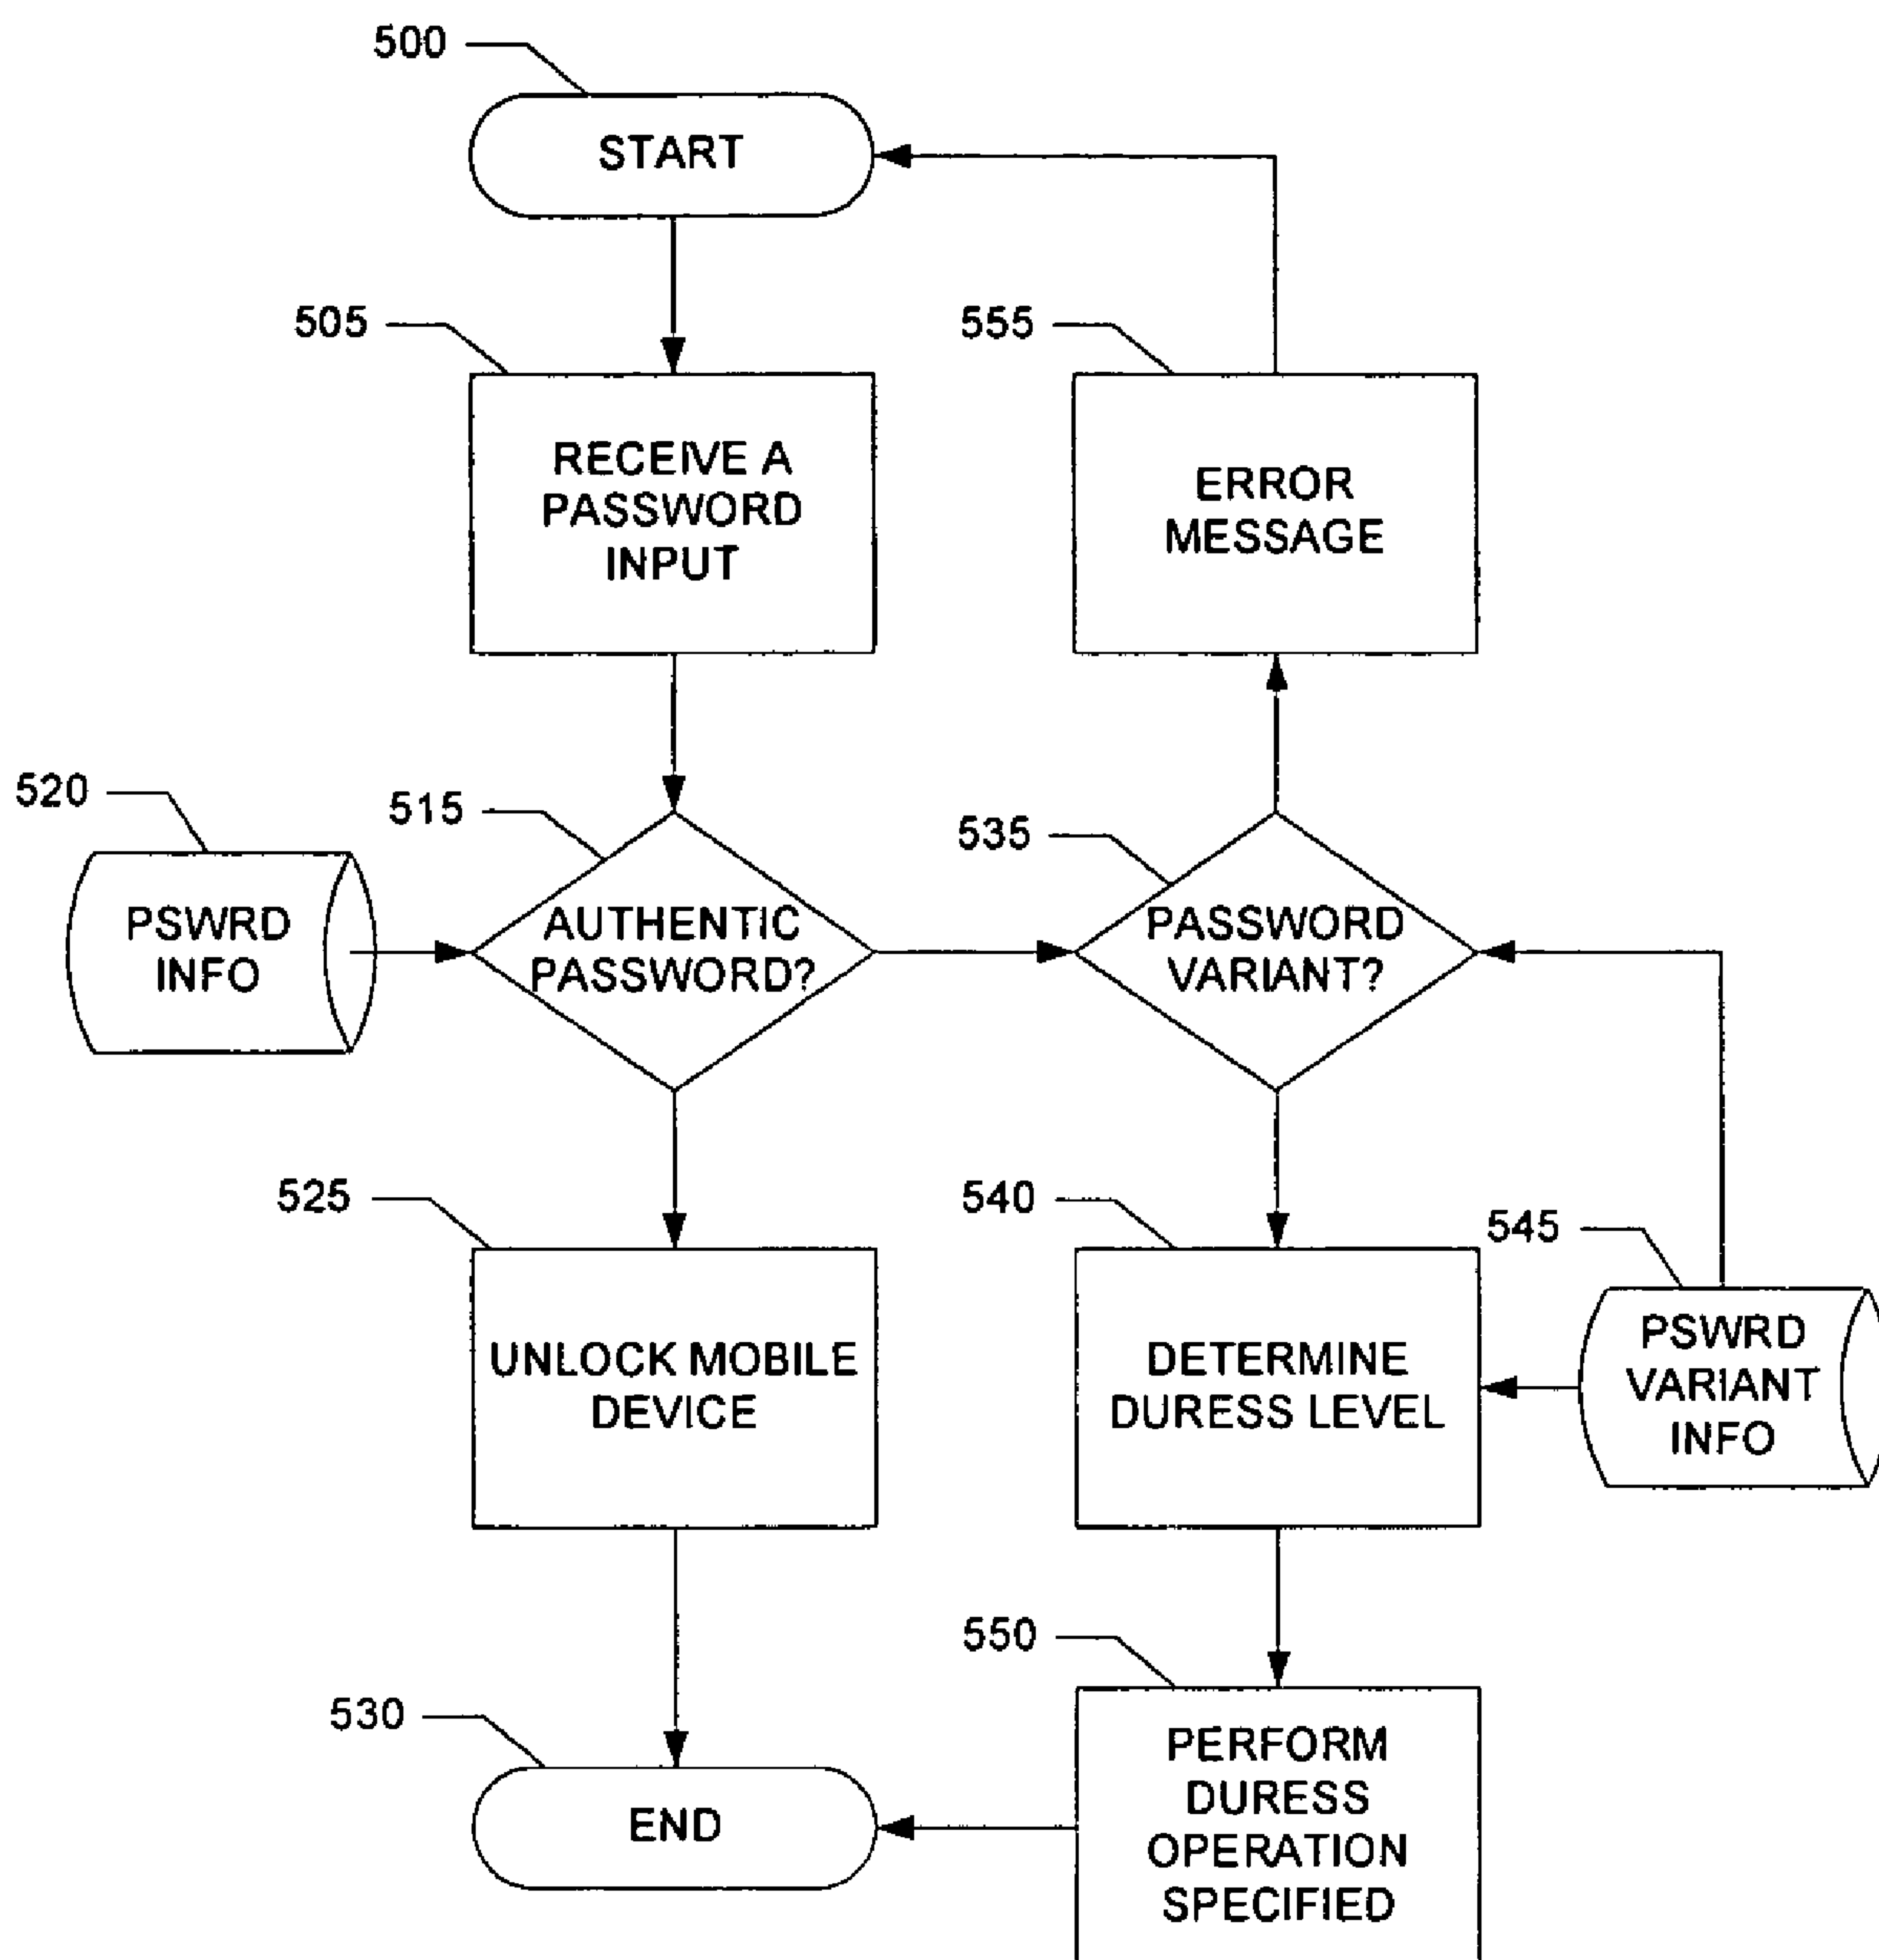 500
START
505
RECEIVE A
PASSWORD
INPUT
555
ERROR
MESSAGE
520
PSWRD
INFO
515
AUTHENTIC
PASSWORD?
535
PASSWORD
VARIANT?
525
UNLOCK MOBILE
DEVICE
540
DETERMINE
DURESS LEVEL
545
PSWRD
VARIANT
INFO
530
END
550
PERFORM
DURESS
OPERATION
SPECIFIED